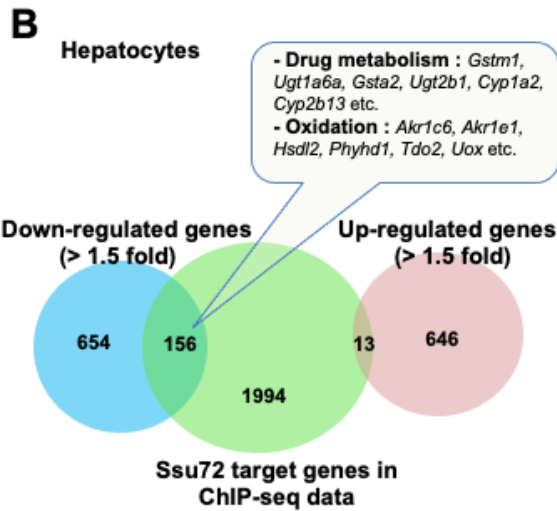 B
Hepatocytes
- Drug metabolism : Gstm1,
Ugt1a6a, Gsta2, Ugt2b1, Cyp1a2,
Cyp2b13 etc.
- Oxidation : Akr1c6, Akr1e1,
Hsdl2, Phyhd1, Tdo2, Uox etc.
Down-regulated genes
(> 1.5 fold)
Up-regulated genes
(> 1.5 fold)
654
156
13
646
1994
Ssu72 target genes in
ChIP-seq data